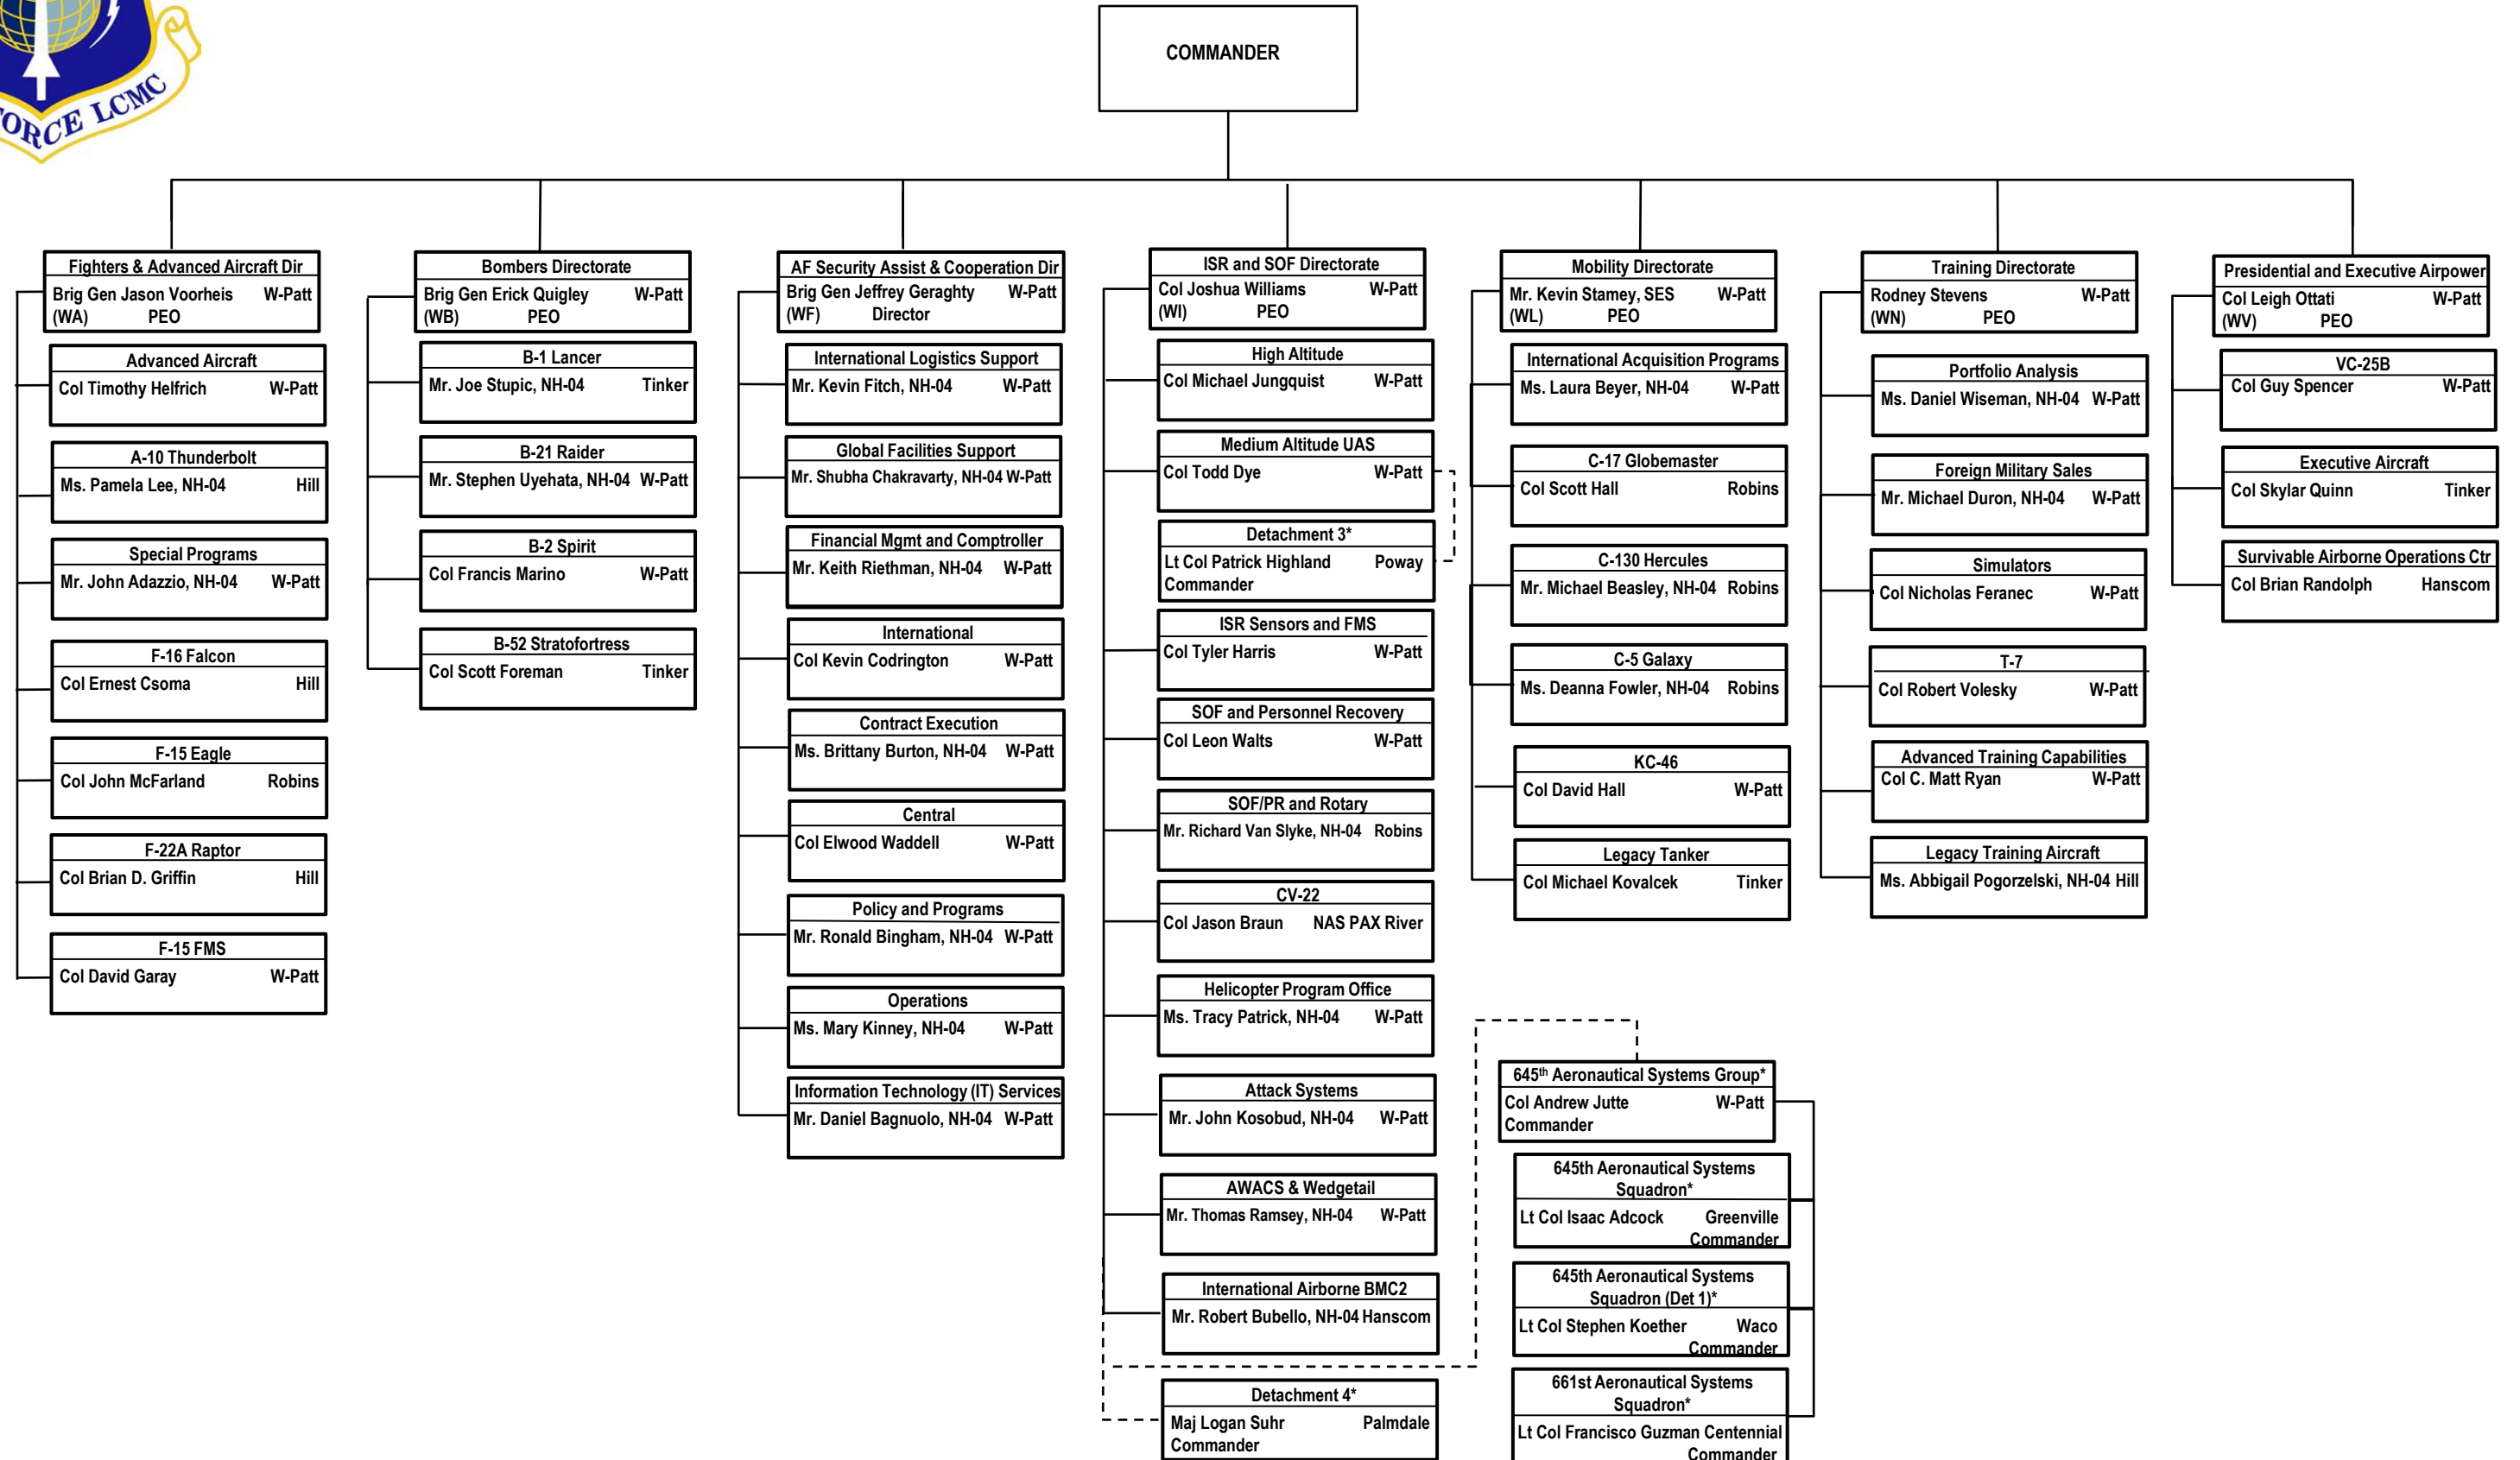 ORCE LCMC
COMMANDER
Fighters & Advanced Aircraft Dir
Brig Gen Jason Voorheis W-Patt
(WA) PEO
Advanced Aircraft
Col Timothy Helfrich W-Patt
A-10 Thunderbolt
Ms. Pamela Lee, NH-04 Hill
Special Programs
Mr. John Adazzio, NH-04 W-Patt
F-16 Falcon
Col Ernest Csoma Hill
F-15 Eagle
Col John McFarland Robins
F-22A Raptor
Col Brian D. Griffin Hill
F-15 FMS
Col David Garay W-Patt
Bombers Directorate
Brig Gen Erick Quigley W-Patt
(WB) PEO
B-1 Lancer
Mr. Joe Stupic, NH-04 Tinker
B-21 Raider
Mr. Stephen Uyehata, NH-04 W-Patt
B-2 Spirit
Col Francis Marino W-Patt
B-52 Stratofortress
Col Scott Foreman Tinker
AF Security Assist & Cooperation Dir
Brig Gen Jeffrey Geraghty W-Patt
(WF) Director
International Logistics Support
Mr. Kevin Fitch, NH-04 W-Patt
Global Facilities Support
Mr. Shubha Chakravarty, NH-04 W-Patt
Financial Mgmt and Comptroller
Mr. Keith Riethman, NH-04 W-Patt
International
Col Kevin Codrington W-Patt
Contract Execution
Ms. Brittany Burton, NH-04 W-Patt
Central
Col Elwood Waddell W-Patt
Policy and Programs
Mr. Ronald Bingham, NH-04 W-Patt
Operations
Ms. Mary Kinney, NH-04 W-Patt
Information Technology (IT) Services
Mr. Daniel Bagnuolo, NH-04 W-Patt
ISR and SOF Directorate
Col Joshua Williams W-Patt
(WI) PEO
High Altitude
Col Michael Jungquist W-Patt
Medium Altitude UAS
Col Todd Dye W-Patt
Detachment 3*
Lt Col Patrick Highland Poway
Commander
ISR Sensors and FMS
Col Tyler Harris W-Patt
SOF and Personnel Recovery
Col Leon Walts W-Patt
SOF/PR and Rotary
Mr. Richard Van Slyke, NH-04 Robins
CV-22
Col Jason Braun NAS PAX River
Helicopter Program Office
Ms. Tracy Patrick, NH-04 W-Patt
Attack Systems
Mr. John Kosobud, NH-04 W-Patt
AWACS & Wedgetail
Mr. Thomas Ramsey, NH-04 W-Patt
International Airborne BMC2
Mr. Robert Bubello, NH-04 Hanscom
Detachment 4*
Maj Logan Suhr Palmdale
Commander
Mobility Directorate
Mr. Kevin Stamey, SES W-Patt
(WL) PEO
International Acquisition Programs
Ms. Laura Beyer, NH-04 W-Patt
C-17 Globemaster
Col Scott Hall Robins
C-130 Hercules
Mr. Michael Beasley, NH-04 Robins
C-5 Galaxy
Ms. Deanna Fowler, NH-04 Robins
KC-46
Col David Hall W-Patt
Legacy Tanker
Col Michael Kovalcek Tinker
645th Aeronautical Systems Group*
Col Andrew Jutte W-Patt
Commander
645th Aeronautical Systems
Squadron*
Lt Col Isaac Adcock Greenville
Commander
645th Aeronautical Systems
Squadron (Det 1)*
Lt Col Stephen Koether Waco
Commander
661st Aeronautical Systems
Squadron*
Lt Col Francisco Guzman Centennial
Commander
Training Directorate
Rodney Stevens W-Patt
(WN) PEO
Portfolio Analysis
Ms. Daniel Wiseman, NH-04 W-Patt
Foreign Military Sales
Mr. Michael Duron, NH-04 W-Patt
Simulators
Col Nicholas Feranec W-Patt
T-7
Col Robert Volesky W-Patt
Advanced Training Capabilities
Col C. Matt Ryan W-Patt
Legacy Training Aircraft
Ms. Abbigail Pogorzelski, NH-04 Hill
Presidential and Executive Airpower
Col Leigh Ottati W-Patt
(WV) PEO
VC-25B
Col Guy Spencer W-Patt
Executive Aircraft
Col Skylar Quinn Tinker
Survivable Airborne Operations Ctr
Col Brian Randolph Hanscom